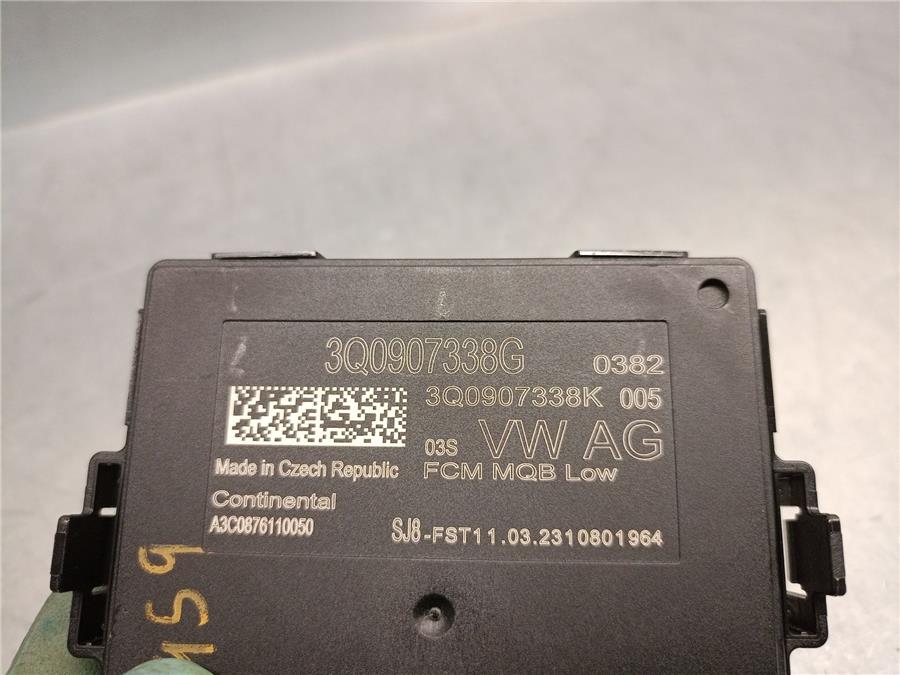 3Q0907338G 0382
3Q0907338K 005
03S VW AG
Made in Czech Republic FCM MQB Low
Continental
A3C0876110050 SJ8-FST11.03.2310801964